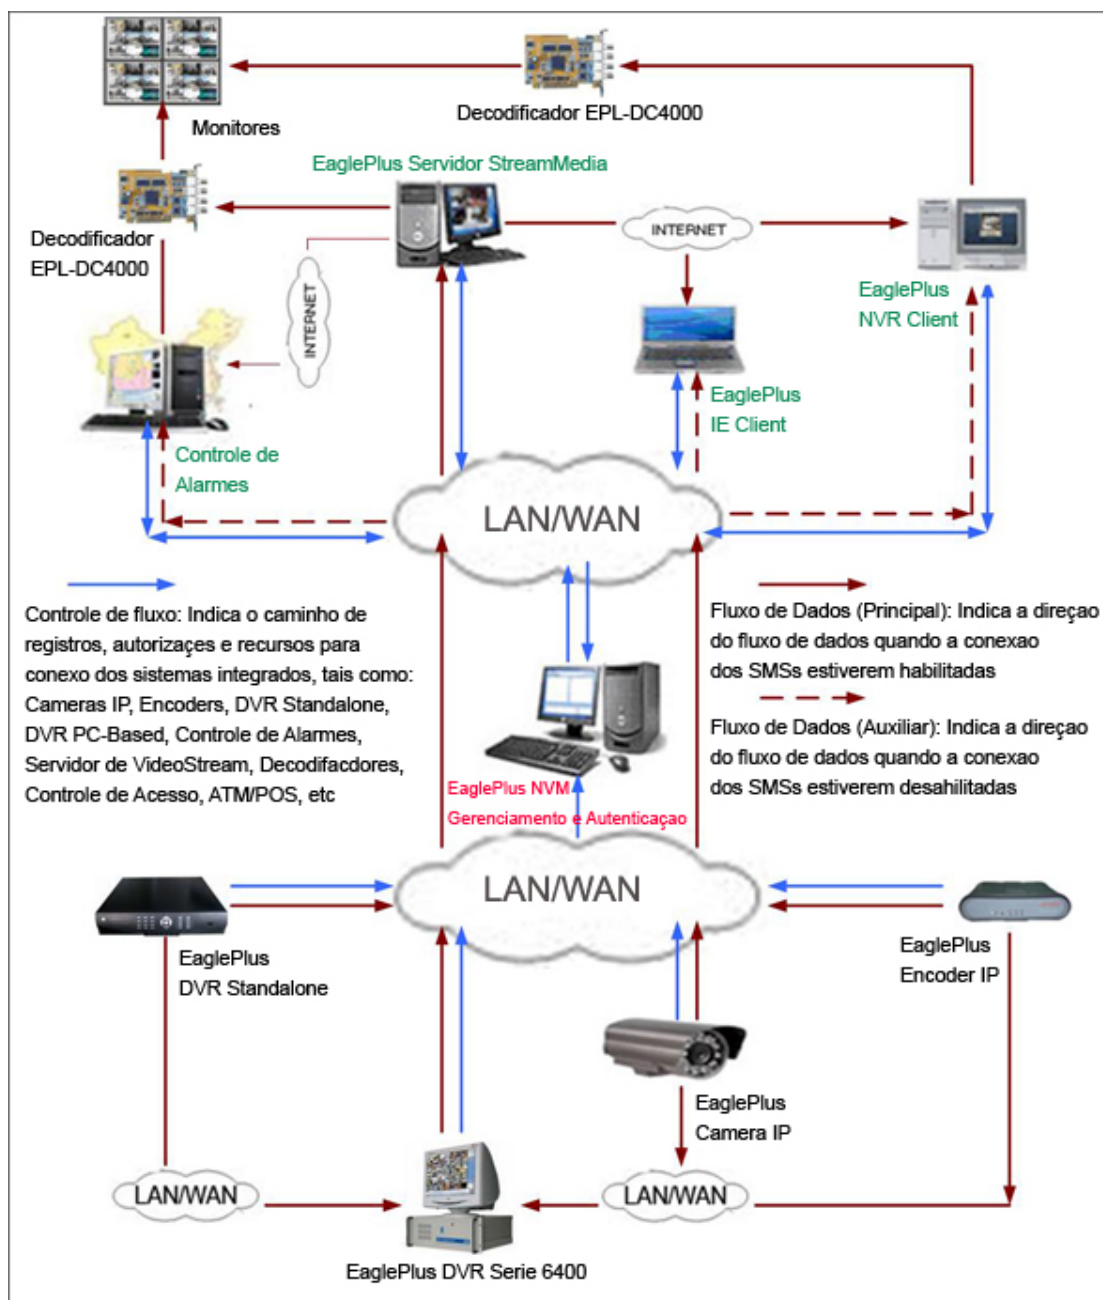 Decodificador EPL-DC4000
Monitores
EaglePlus Servidor StreamMedia
INTERNET
Decodificador
EPL-DC4000
INTERNET
EaglePlus
NVR Client
EaglePlus
IE Client
Controle de
Alarmes
LAN/WAN
Controle de fluxo: Indica o caminho de
registros, autorizaçes e recursos para
conexo dos sistemas integrados, tais como:
Cameras IP, Encoders, DVR Standalone,
DVR PC-Based, Controle de Alarmes,
Servidor de VideoStream, Decodifacdores,
Controle de Acesso, ATM/POS, etc
Fluxo de Dados (Principal): Indica a direçao
do fluxo de dados quando a conexao
dos SMSs estiverem habilitadas
Fluxo de Dados (Auxiliar): Indica a direçao
do fluxo de dados quando a conexao
dos SMSs estiverem desahilitadas
EaglePlus NVM
Gerenciamento e Autenticaçao
LAN/WAN
EaglePlus
DVR Standalone
EaglePlus
Encoder IP
EaglePlus
Camera IP
LAN/WAN
LAN/WAN
EaglePlus DVR Serie 6400